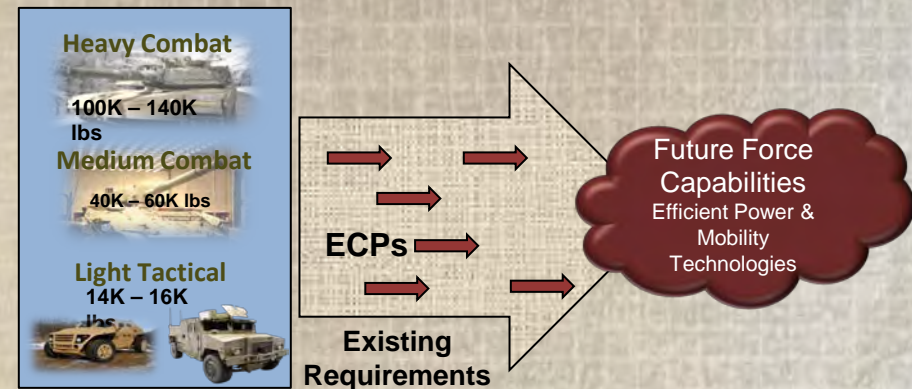 Heavy Combat
100K – 140K
lbs
Medium Combat
40K – 60K lbs
Light Tactical
14K – 16K
lbs
ECPs
Existing
Requirements
Future Force
Capabilities
Efficient Power &
Mobility
Technologies